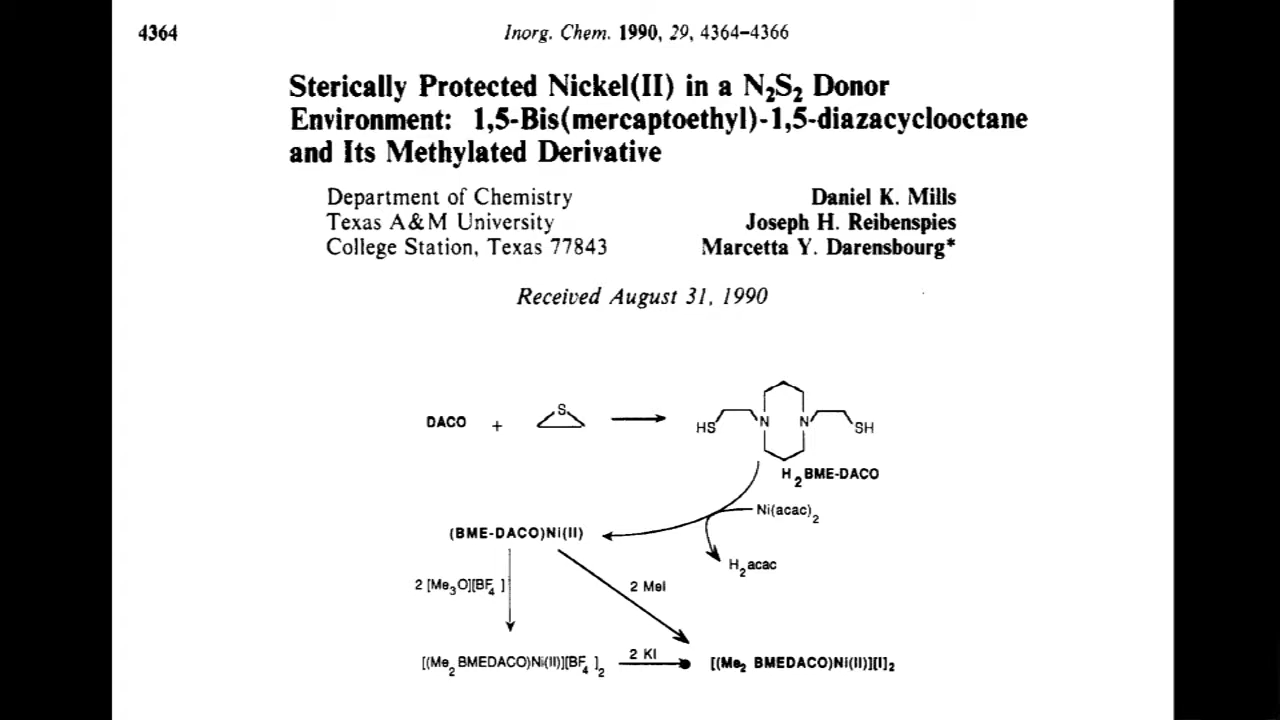 4364
Inorg. Chem. 1990, 29, 4364–4366
Sterically Protected Nickel(II) in a N₂S₂ Donor
Environment: 1,5-Bis(mercaptoethyl)-1,5-diazacyclooctane
and Its Methylated Derivative
Department of Chemistry
Texas A&M University
College Station, Texas 77843
Daniel K. Mills
Joseph H. Reibenspies
Marcetta Y. Darensbourg*
Received August 31, 1990
DACO + S
HS N N SH
H₂BME-DACO
Ni(acac)₂
(BME-DACO)Ni(II)
H₂acac
2 [Me₃O][BF₄]
2 MeI
[(Me₂BMEDACO)Ni(II)][BF₄]₂
2 KI
[(Me₂ BMEDACO)Ni(II)][I]₂